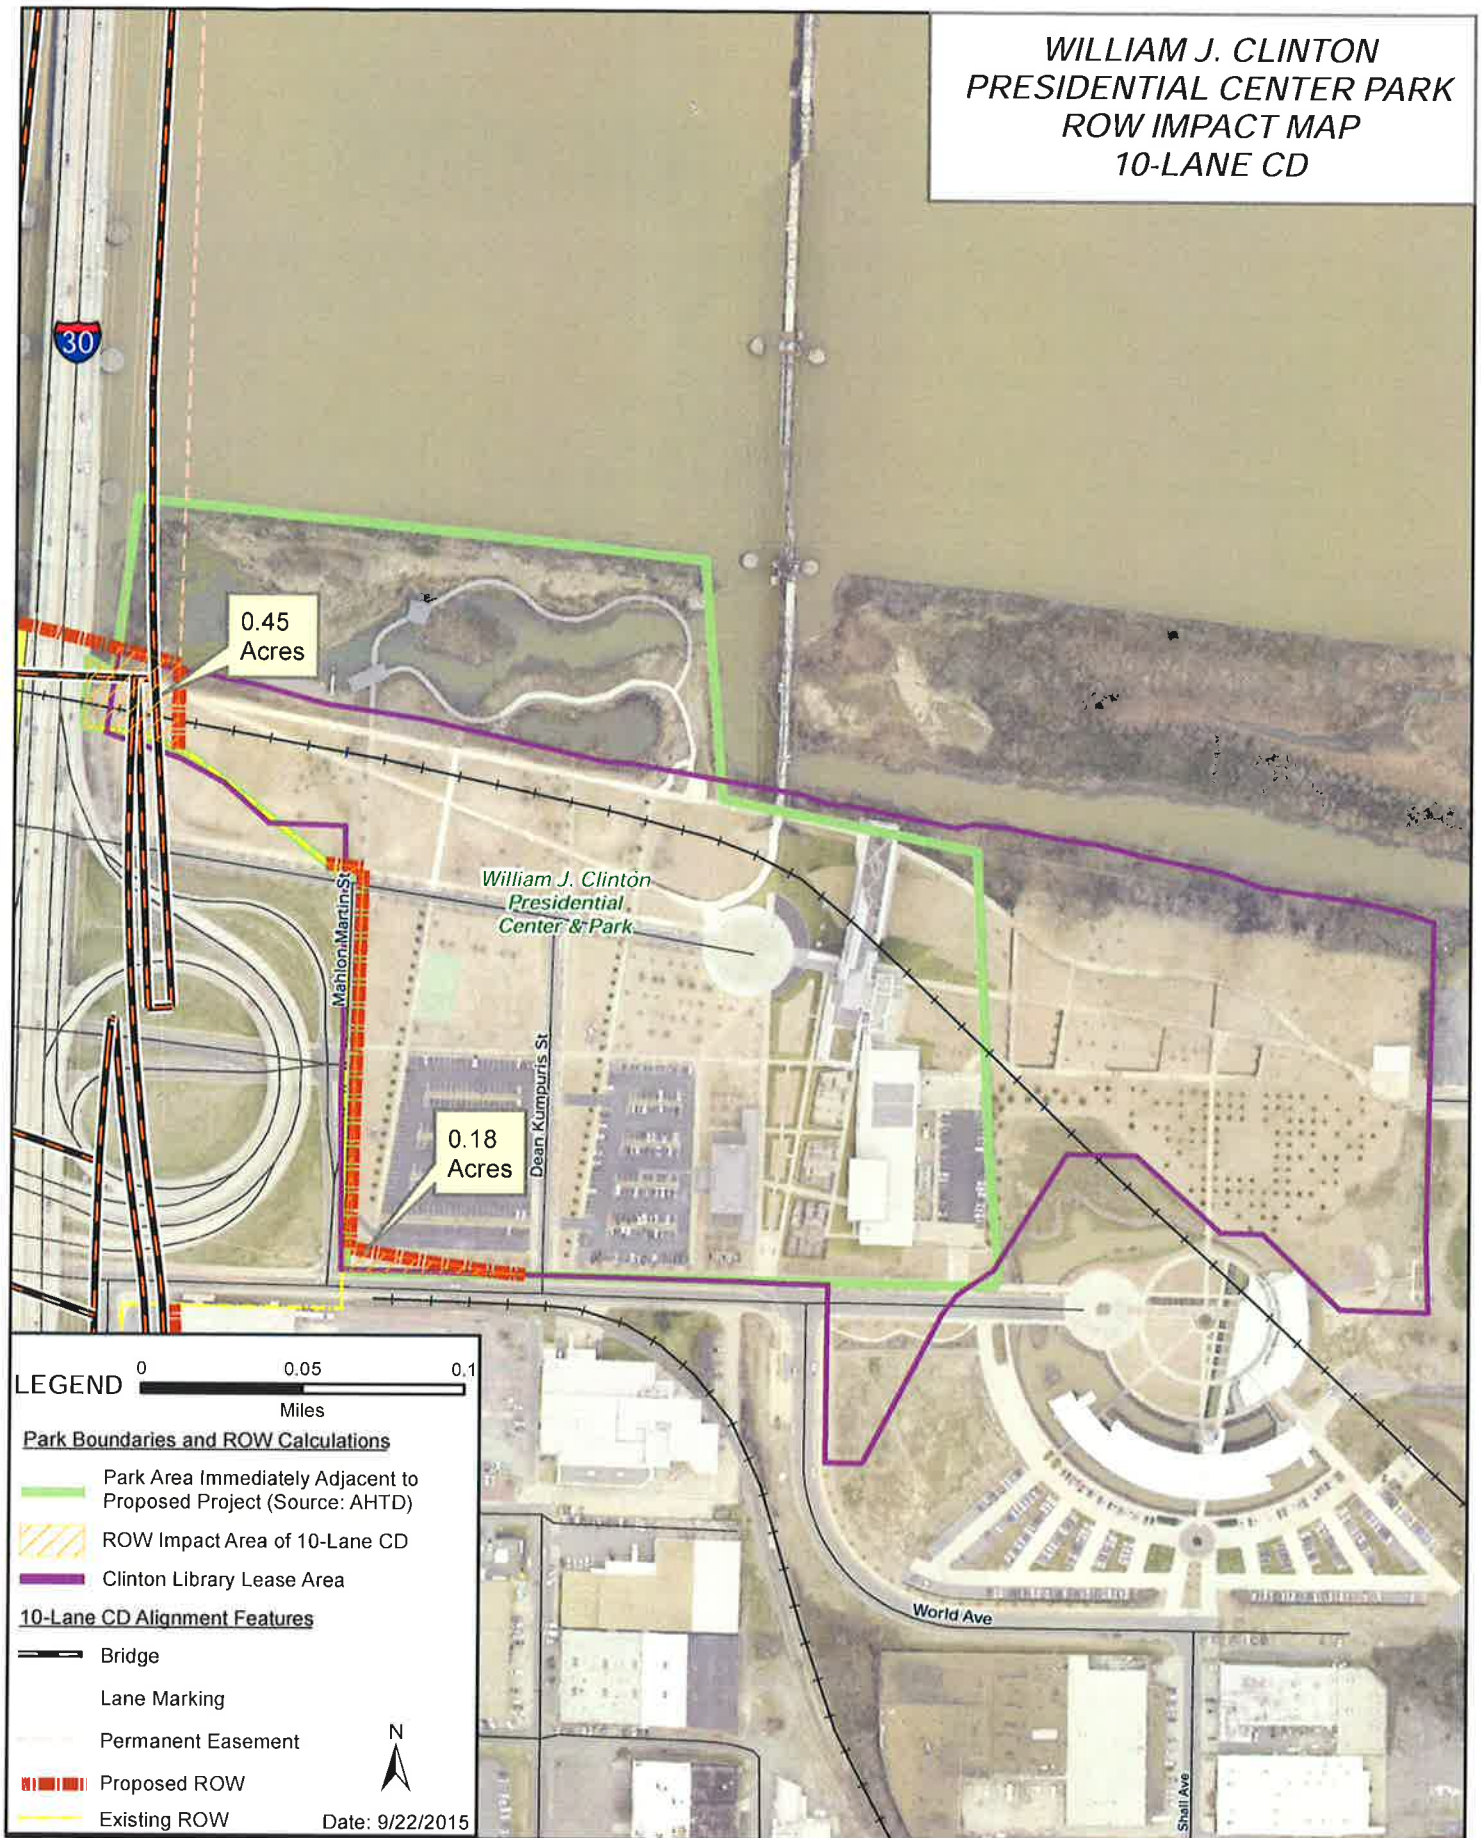 WILLIAM J. CLINTON
PRESIDENTIAL CENTER PARK
ROW IMPACT MAP
10-LANE CD
30
0.45
Acres
William J. Clinton
Presidential
Center & Park
Mahlon Martin St
Dean Kumpuris St
0.18
Acres
World Ave
Shall Ave
LEGEND
0 0.05 0.1
Miles
Park Boundaries and ROW Calculations
Park Area Immediately Adjacent to
Proposed Project (Source: AHTD)
ROW Impact Area of 10-Lane CD
Clinton Library Lease Area
10-Lane CD Alignment Features
Bridge
Lane Marking
Permanent Easement
Proposed ROW
Existing ROW
N
Date: 9/22/2015